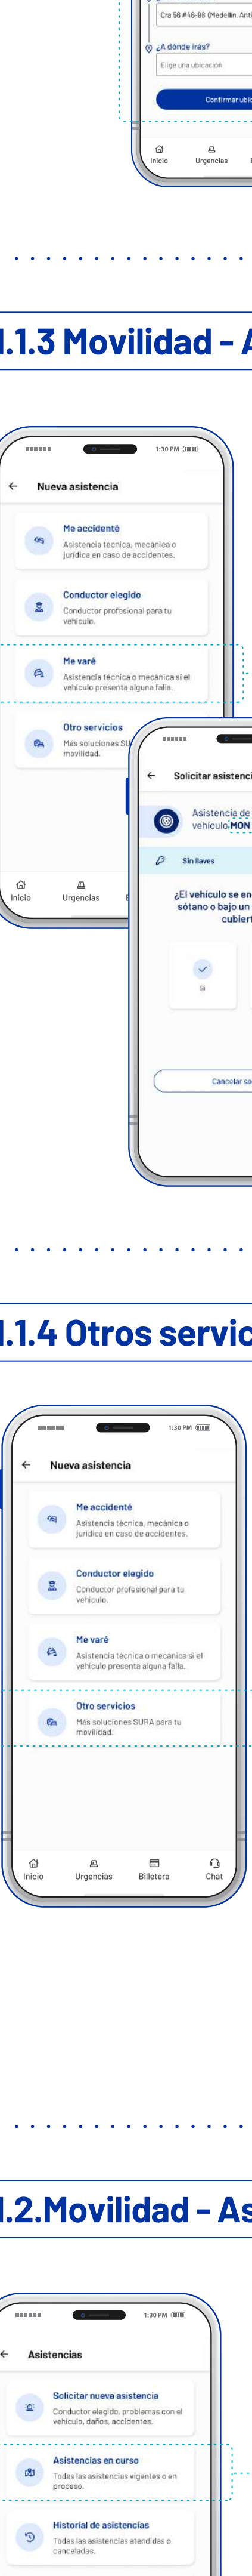 Cra 56 #46-98 (Medellín, Anti
¿A dónde irás?
Elige una ubicación
Confirmar ubic
Inicio
Urgencias
1.1.3 Movilidad - A
1:30 PM
Nueva asistencia
Me accidenté
Asistencia técnica, mecánica o
jurídica en caso de accidentes.
Conductor elegido
Conductor profesional para tu
vehículo.
Me varé
Asistencia técnica o mecánica si el
vehículo presenta alguna falla.
Otro servicios
Más soluciones SU
movilidad.
Inicio
Urgencias
Solicitar asistenci
Asistencia de
vehículo MON
Sin llaves
¿El vehículo se en
sótano o bajo un
cubiert
Si
Cancelar so
1.1.4 Otros servic
1:30 PM
Nueva asistencia
Me accidenté
Asistencia técnica, mecánica o
jurídica en caso de accidentes.
Conductor elegido
Conductor profesional para tu
vehículo.
Me varé
Asistencia técnica o mecánica si el
vehículo presenta alguna falla.
Otro servicios
Más soluciones SURA para tu
movilidad.
Inicio
Urgencias
Billetera
Chat
1.2.Movilidad - As
1:30 PM
Asistencias
Solicitar nueva asistencia
Conductor elegido, problemas con el
vehículo, daños, accidentes.
Asistencias en curso
Todas las asistencias vigentes o en
proceso.
Historial de asistencias
Todas las asistencias atendidas o
canceladas.